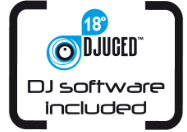 18°
DJUCED™
DJ software
included